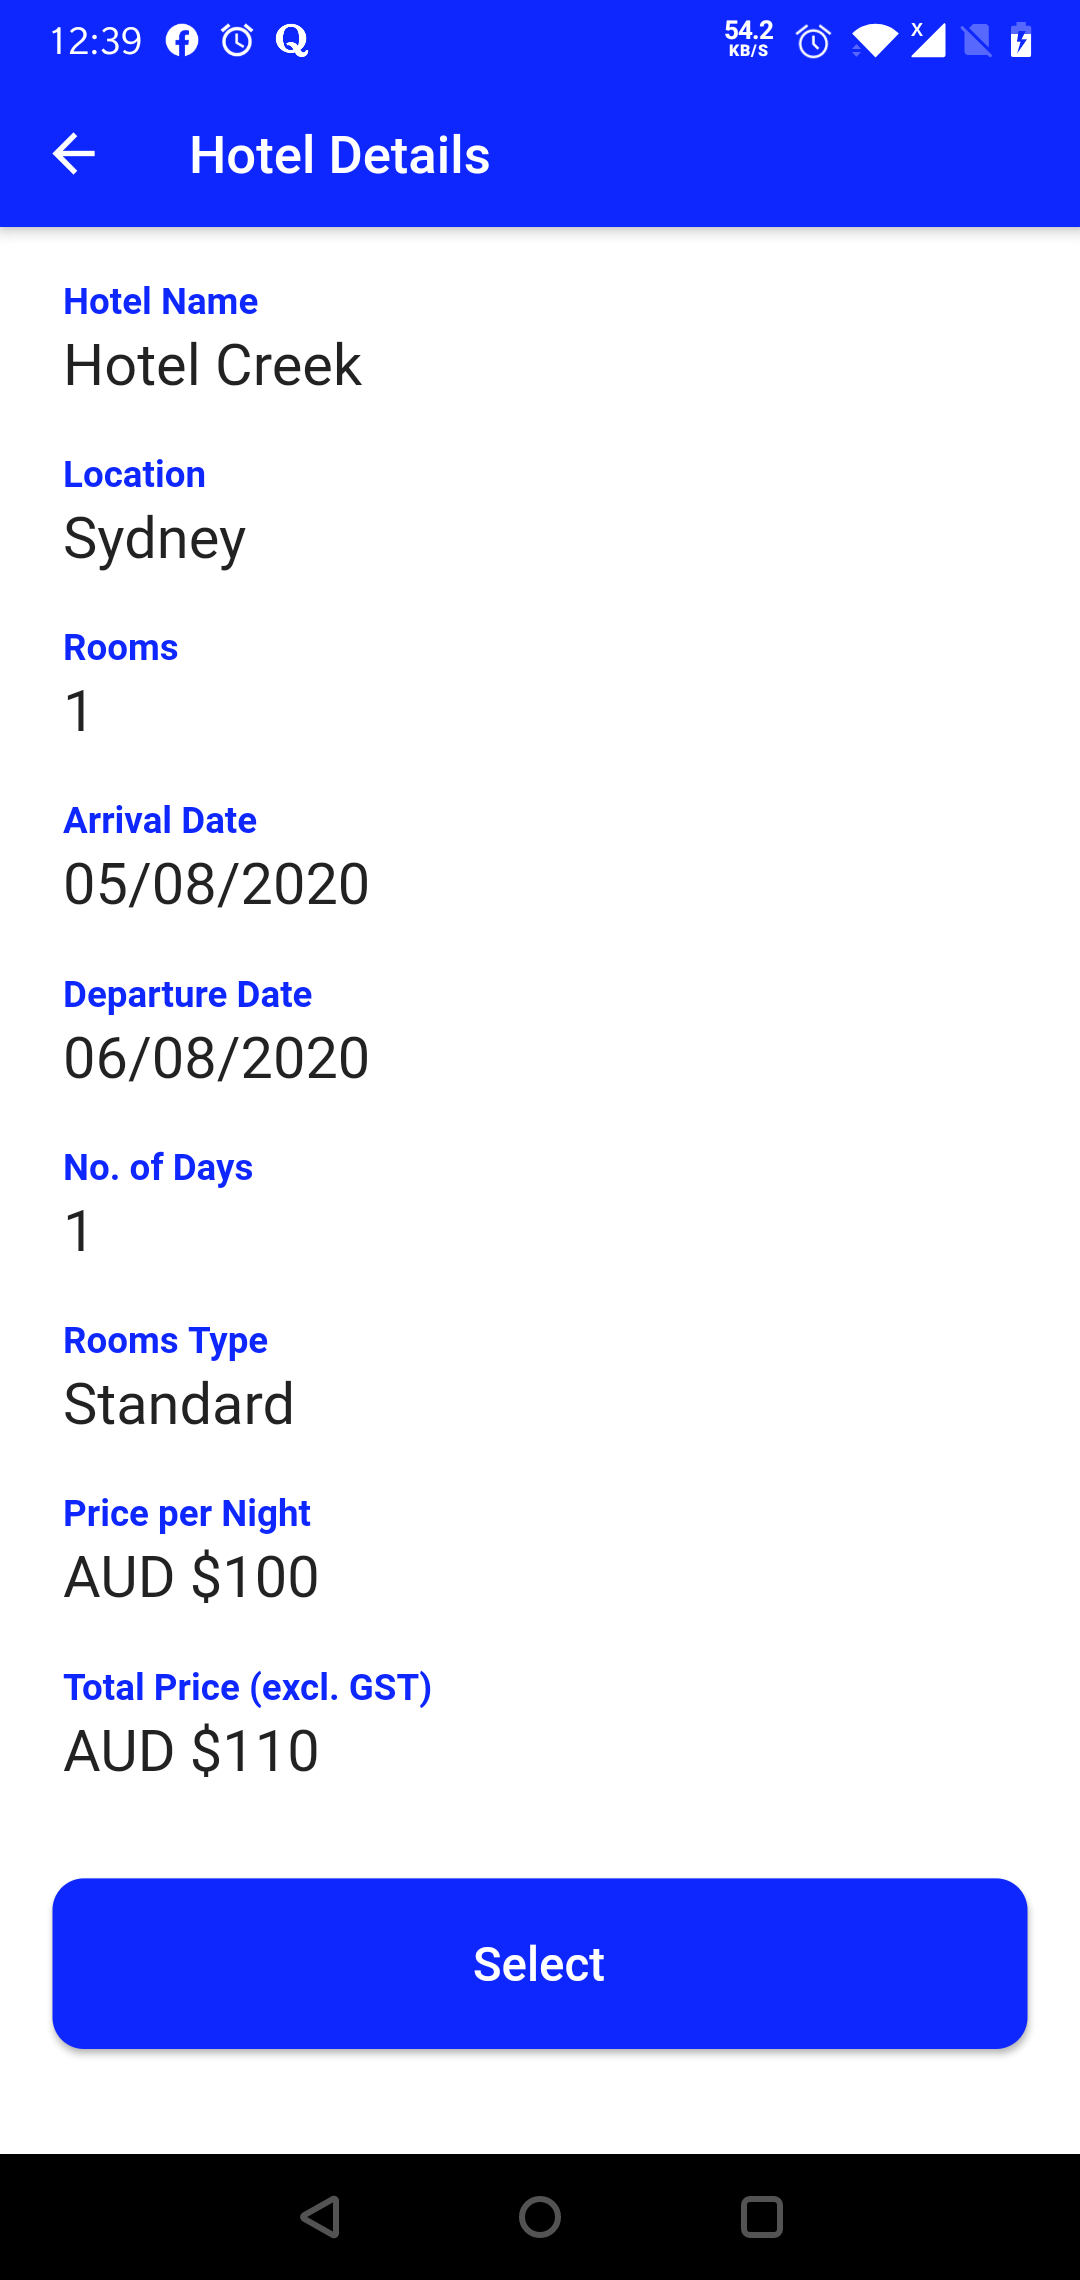 12:39
54.2
KB/S
Hotel Details
Hotel Name
Hotel Creek
Location
Sydney
Rooms
1
Arrival Date
05/08/2020
Departure Date
06/08/2020
No. of Days
1
Rooms Type
Standard
Price per Night
AUD $100
Total Price (excl. GST)
AUD $110
Select